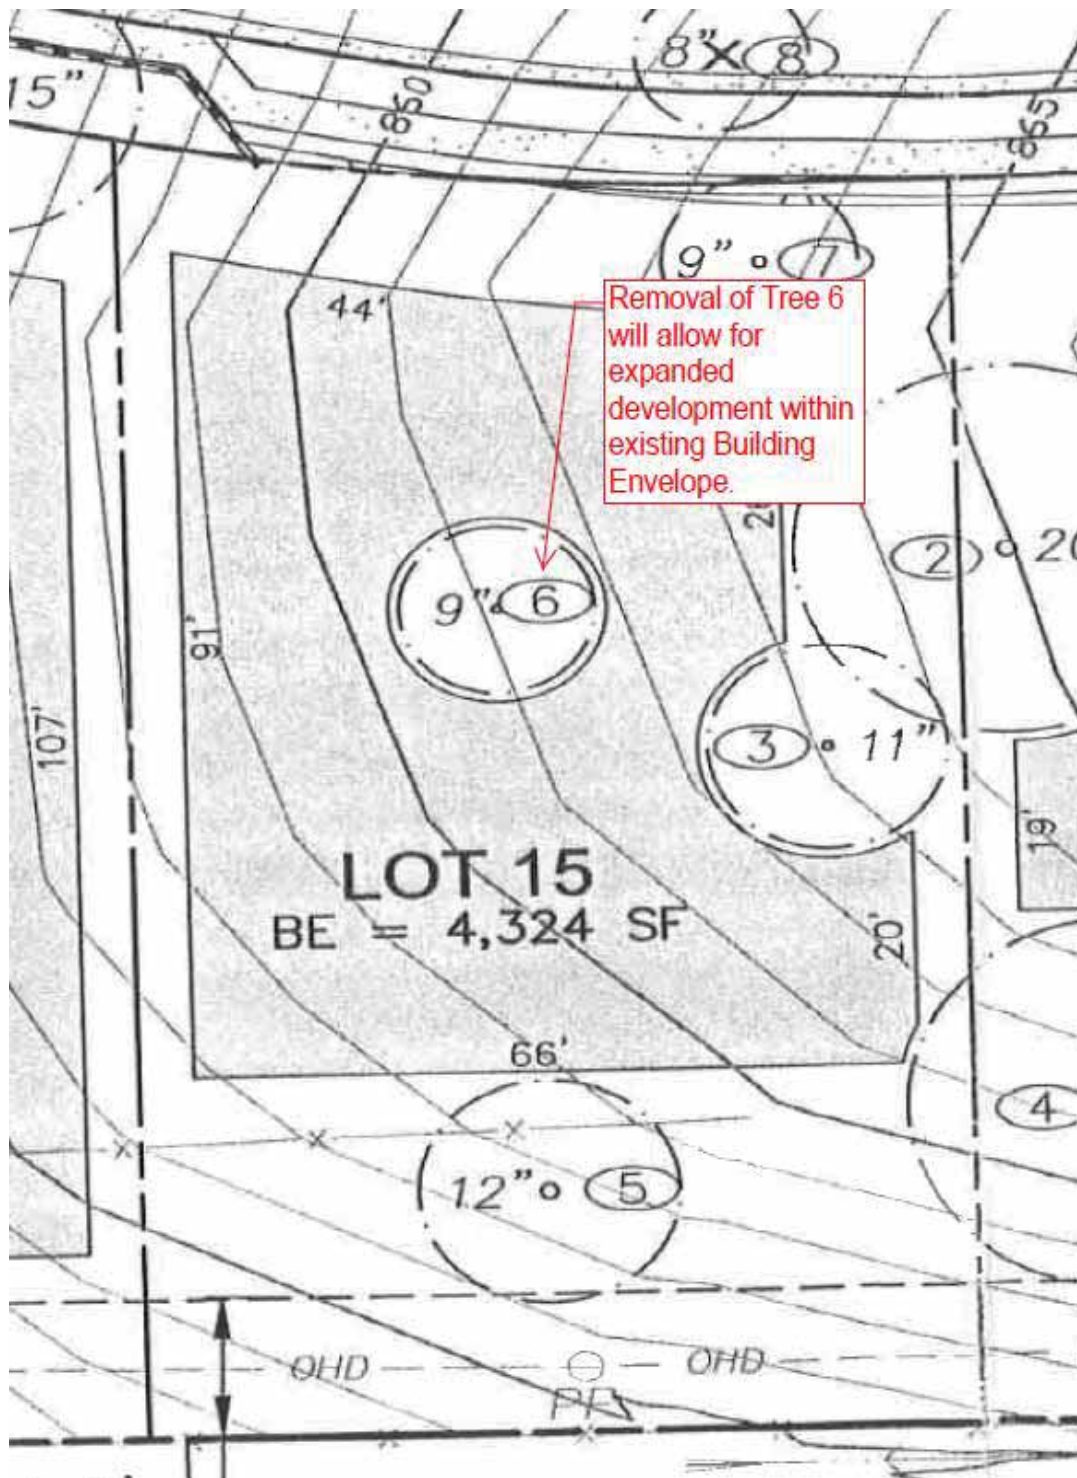 8" 8
15"
850
865
9" 7
44'
Removal of Tree 6
will allow for
expanded
development within
existing Building
Envelope.
2 20
9" 6
91'
107'
3 11"
19'
LOT 15
BE = 4,324 SF
20'
66'
4
12" 5
OHD OHD